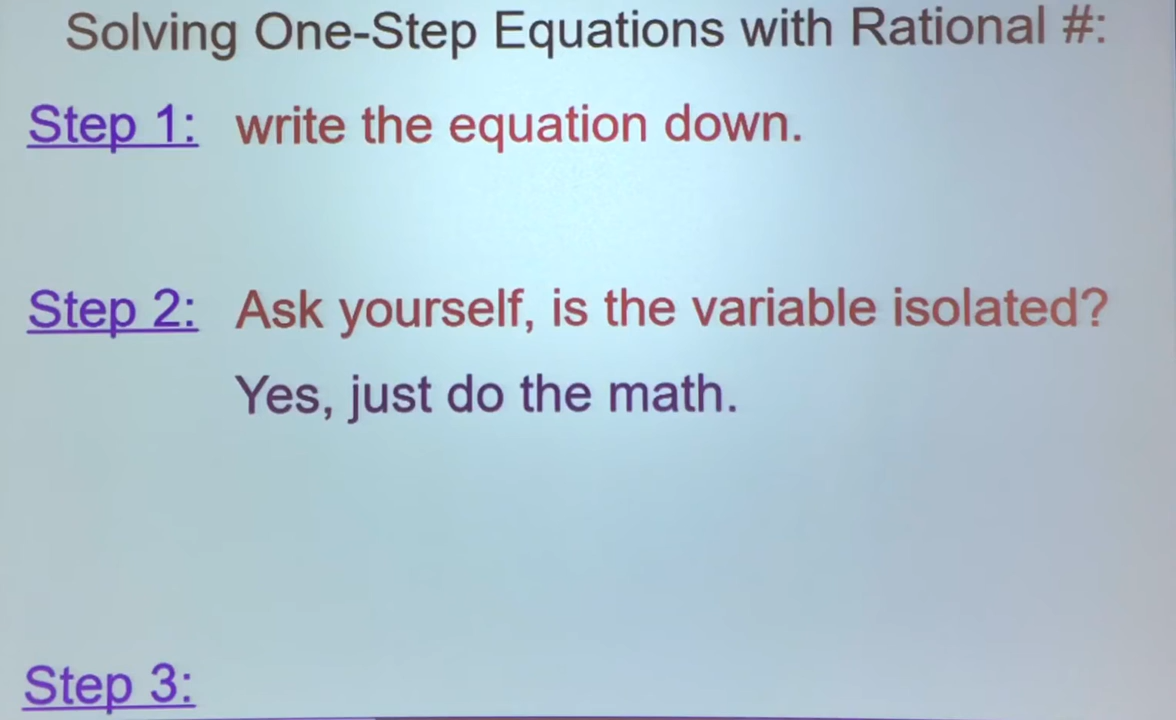 Solving One-Step Equations with Rational #:
Step 1: write the equation down.
Step 2: Ask yourself, is the variable isolated?
Yes, just do the math.
Step 3: